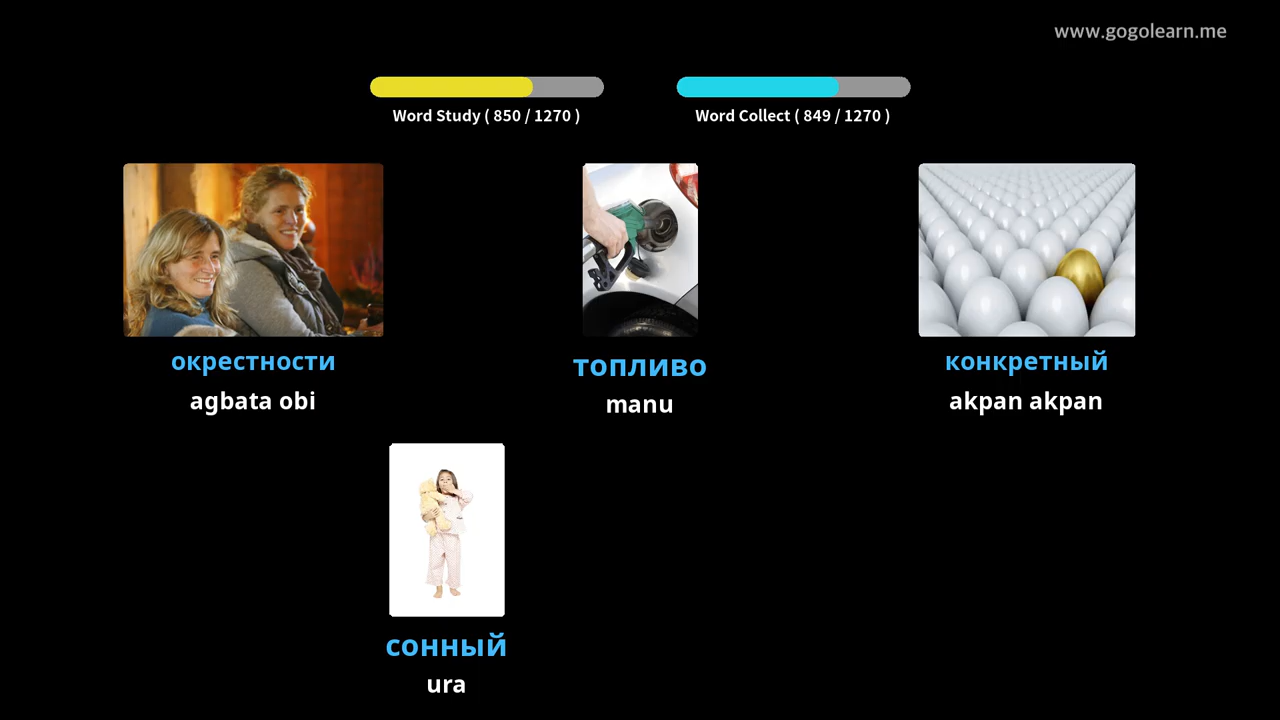 www.gogolearn.me
Word Study ( 850 / 1270 )
Word Collect ( 849 / 1270 )
окрестности
agbata obi
топливо
manu
конкретный
akpan akpan
сонный
ura